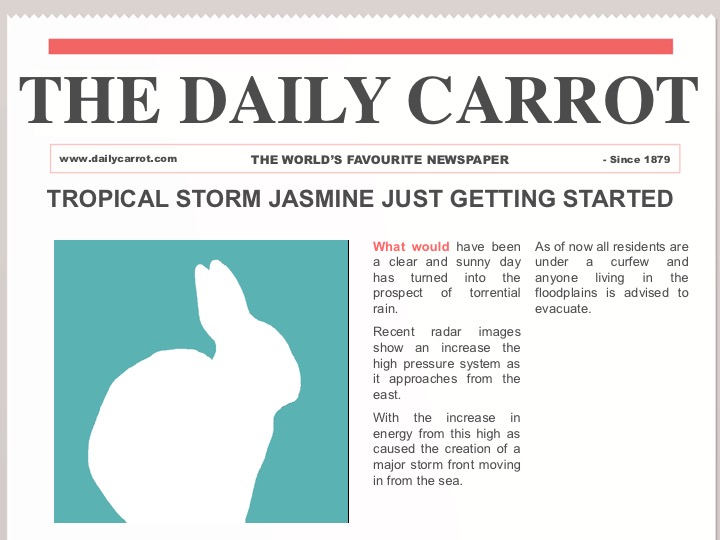 THE DAILY CARROT
www.dailycarrot.com
THE WORLD'S FAVOURITE NEWSPAPER
- Since 1879
TROPICAL STORM JASMINE JUST GETTING STARTED
What would have been
a clear and sunny day
has turned into the
prospect of torrential
rain.
Recent radar images
show an increase the
high pressure system as
it approaches from the
east.
With the increase in
energy from this high as
caused the creation of a
major storm front moving
in from the sea.
As of now all residents are
under a curfew and
anyone living in the
floodplains is advised to
evacuate.